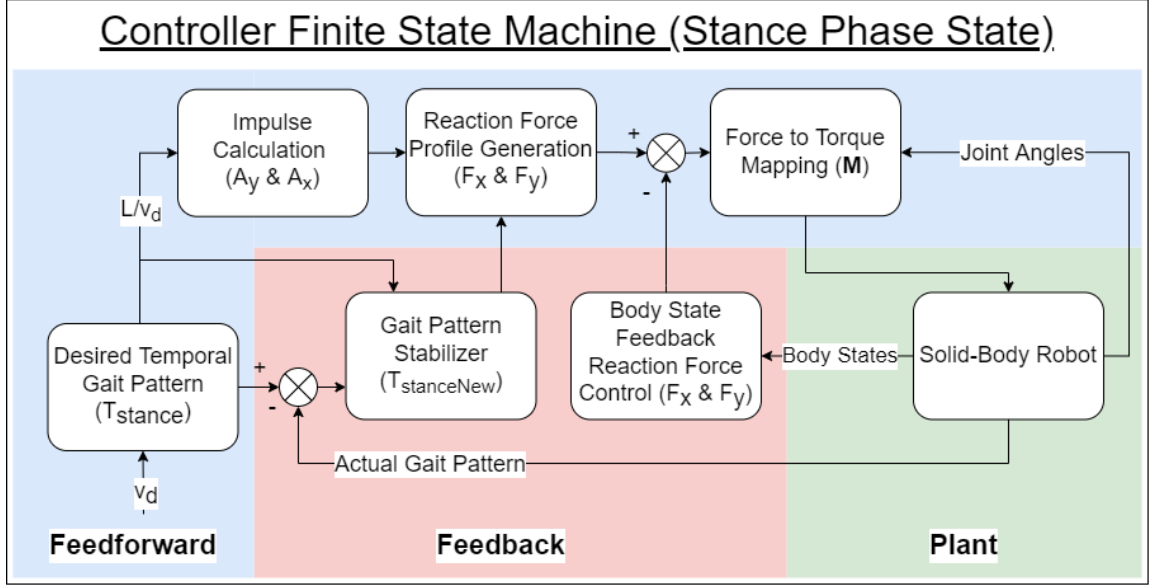 Controller Finite State Machine (Stance Phase State)
Impulse
Calculation
(Ay & Ax)
Reaction Force
Profile Generation
(Fx & Fy)
+
-
Force to Torque
Mapping (M)
Joint Angles
L/vd
Desired Temporal
Gait Pattern
(Tstance)
+
-
Gait Pattern
Stabilizer
(TstanceNew)
Body State
Feedback
Reaction Force
Control (Fx & Fy)
Body States
Solid-Body Robot
Actual Gait Pattern
vd
Feedforward
Feedback
Plant